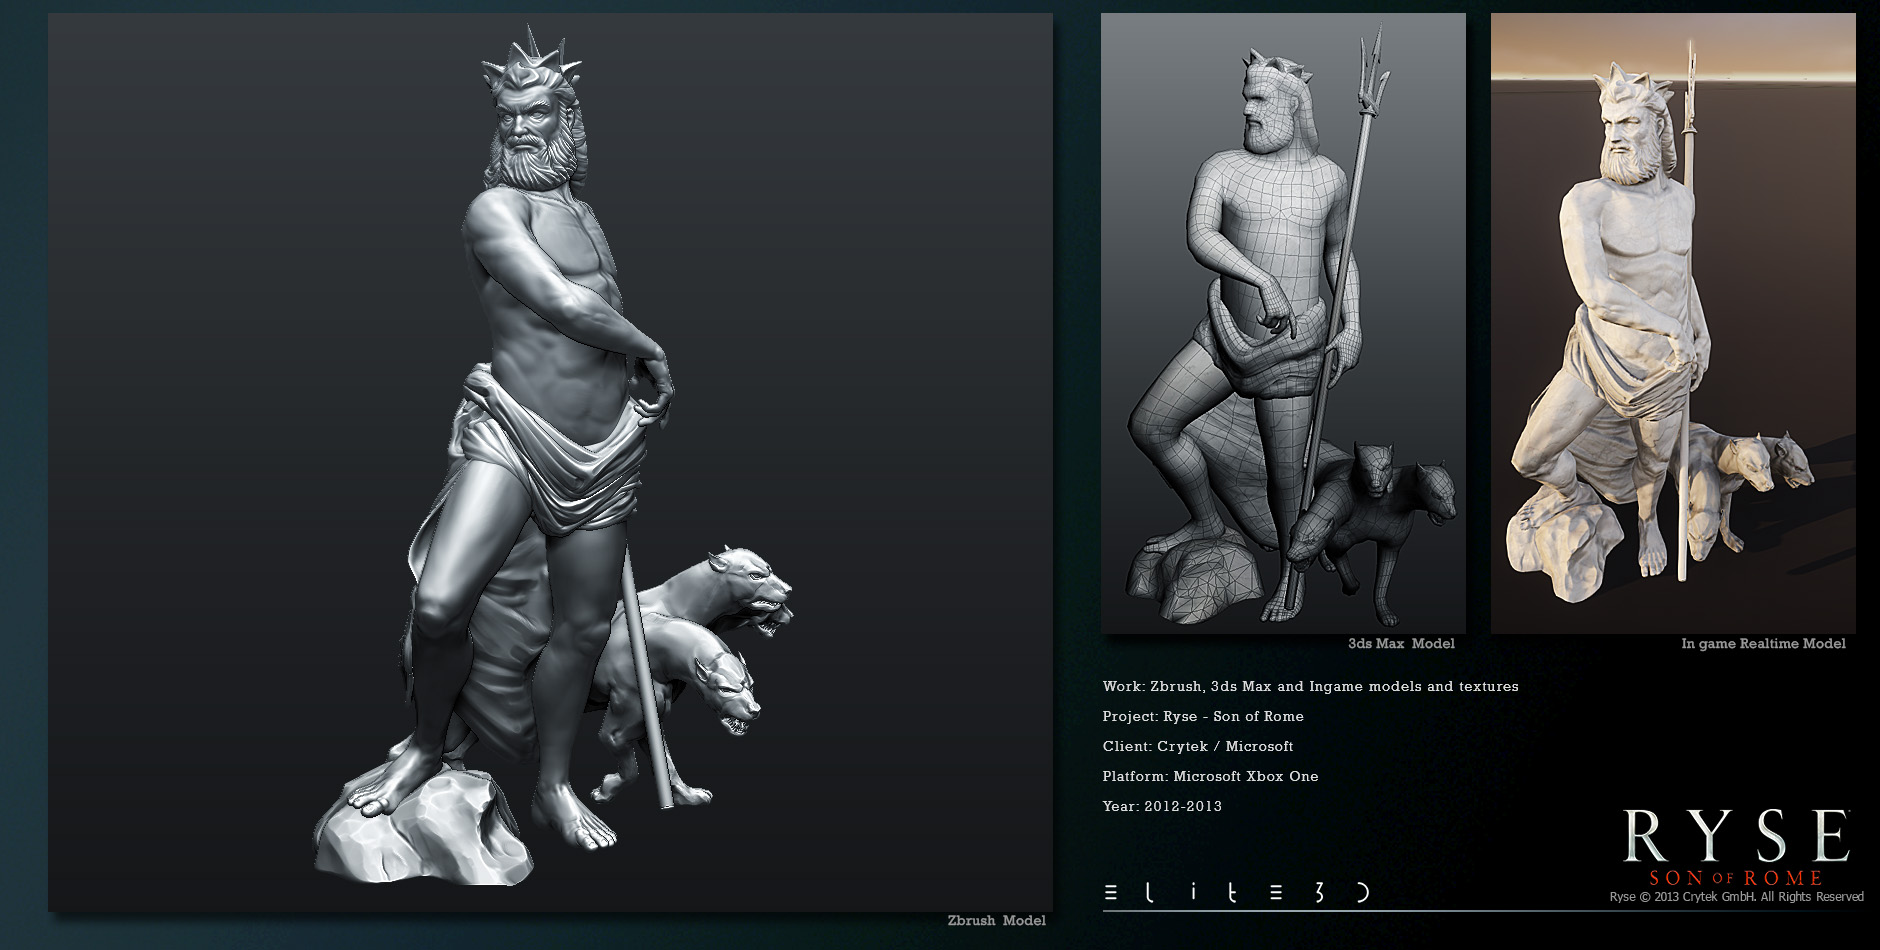 Zbrush Model
3ds Max Model
In game Realtime Model
Work: Zbrush, 3ds Max and Ingame models and textures
Project: Ryse - Son of Rome
Client: Crytek / Microsoft
Platform: Microsoft Xbox One
Year: 2012-2013
ELITE3D
RYSE
SON OF ROME
Ryse © 2013 Crytek GmbH. All Rights Reserved